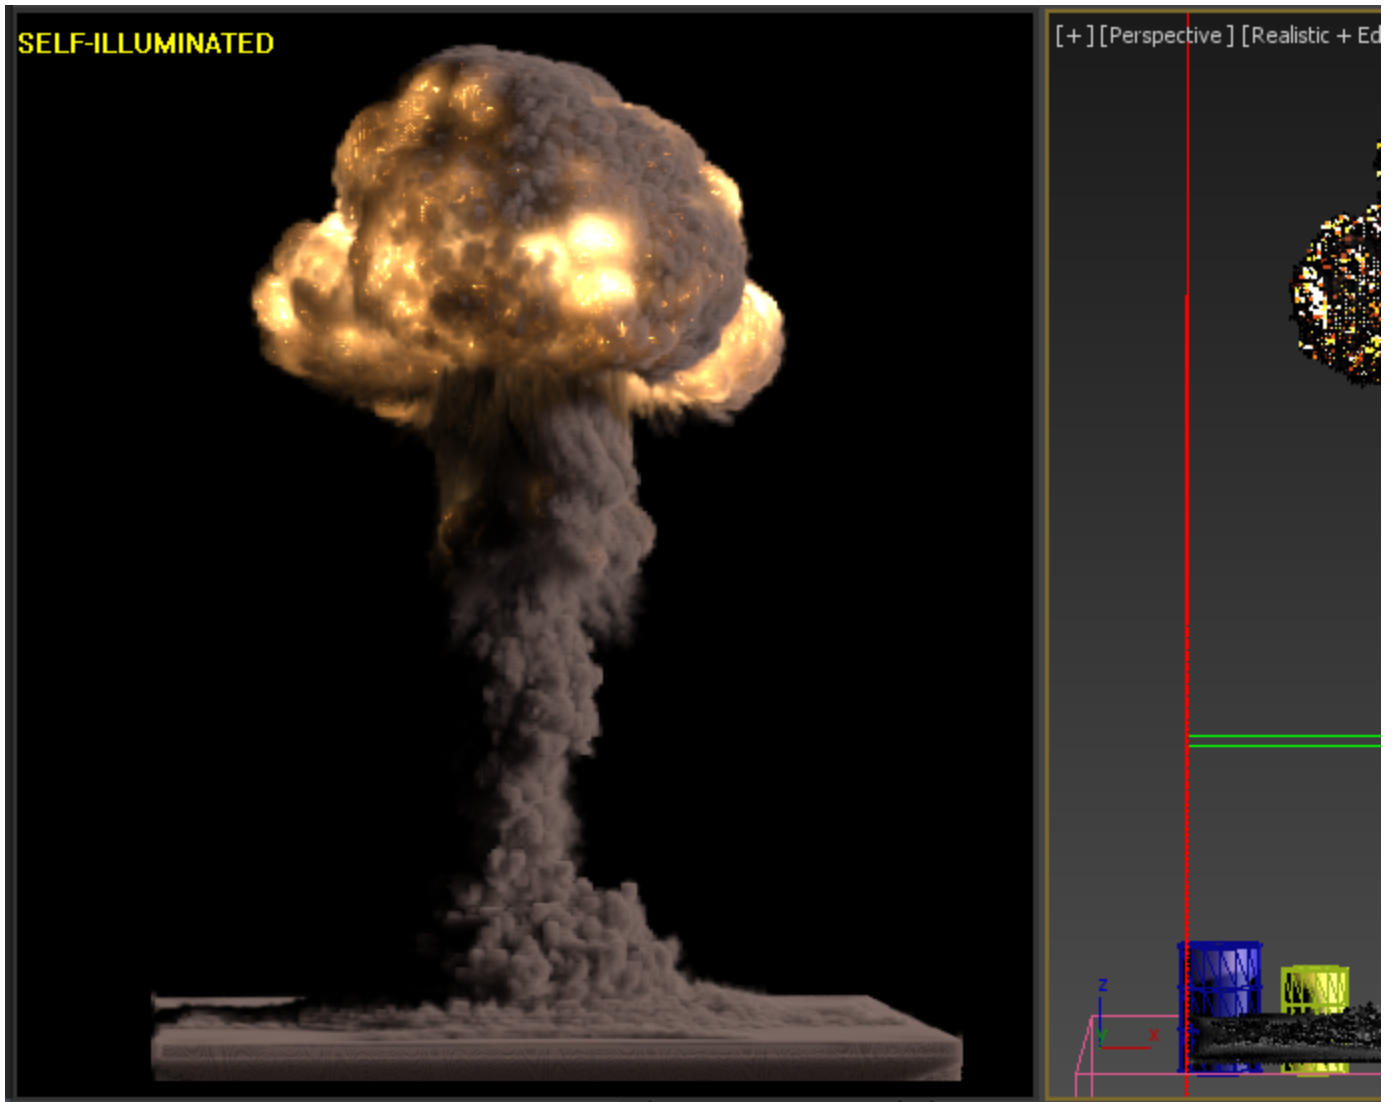 SELF-ILLUMINATED
[+] [Perspective] [Realistic + Ed
z
x